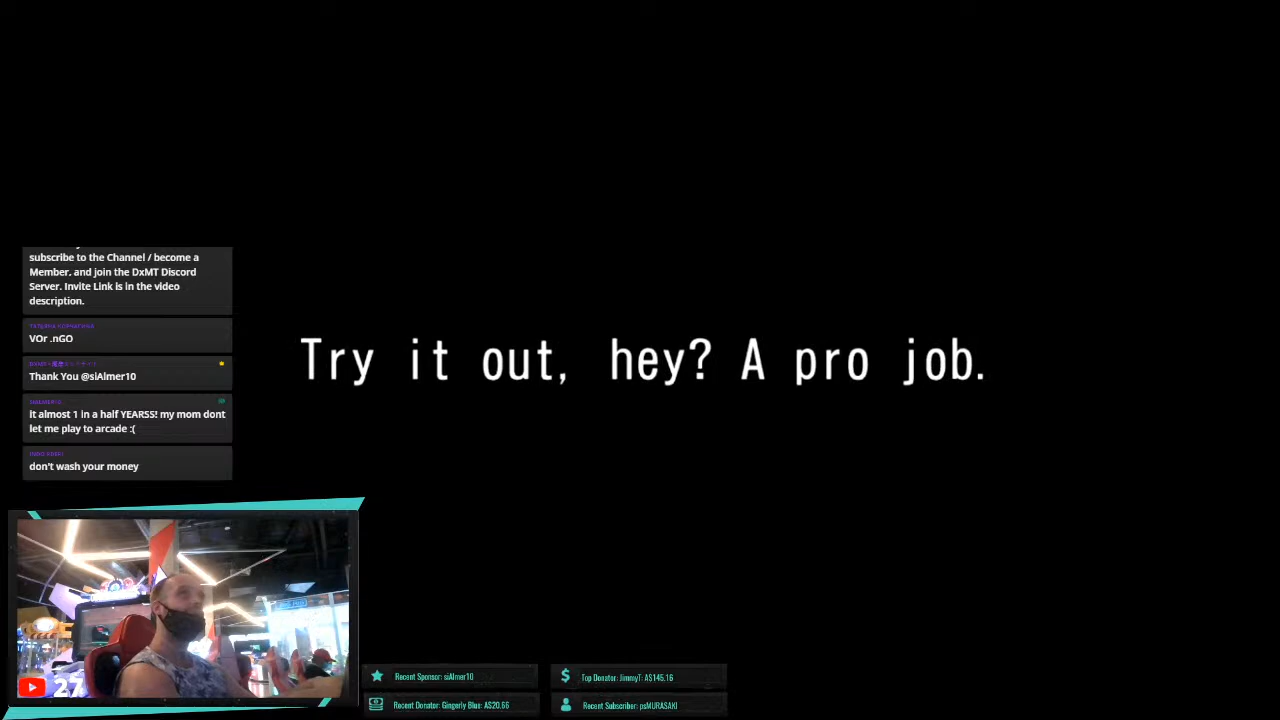 subscribe to the Channel / become a
Member, and join the DxMT Discord
Server. Invite Link is in the video
description.
VOr .nGO
Thank You @siAlmer10
it almost 1 in a half YEARSS! my mom dont
let me play to arcade :(
don't wash your money
Try it out, hey? A pro job.
27
Recent Sponsor: siAlmer10
Top Donator: JimmyT: A$145.16
Recent Donator: Gingerly Blue: A$20.66
Recent Subscriber: psMURASAKI